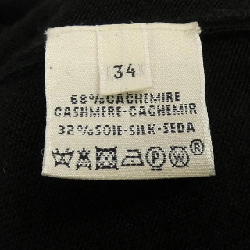 34
68%CACHEMIRE
CASHMERE-CACHEMIR
32%SOIE-SILK-SEDA
P W